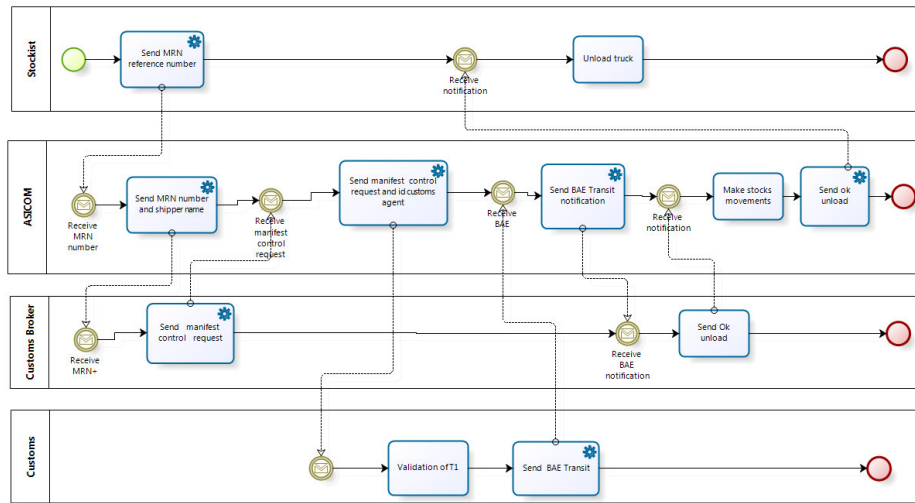 Stockist
Send MRN
reference number
Receive
notification
Unload truck
ASICOM
Receive
MRN
number
Send MRN number
and shipper name
Receive
manifest
control
request
Send manifest control
request and id customs
agent
Receive
BAE
Send BAE Transit
notification
Receive
notification
Make stocks
movements
Send ok
unload
Customs Broker
Receive
MRN+
Send manifest
control request
Receive
BAE
notification
Send Ok
unload
Customs
Validation of T1
Send BAE Transit